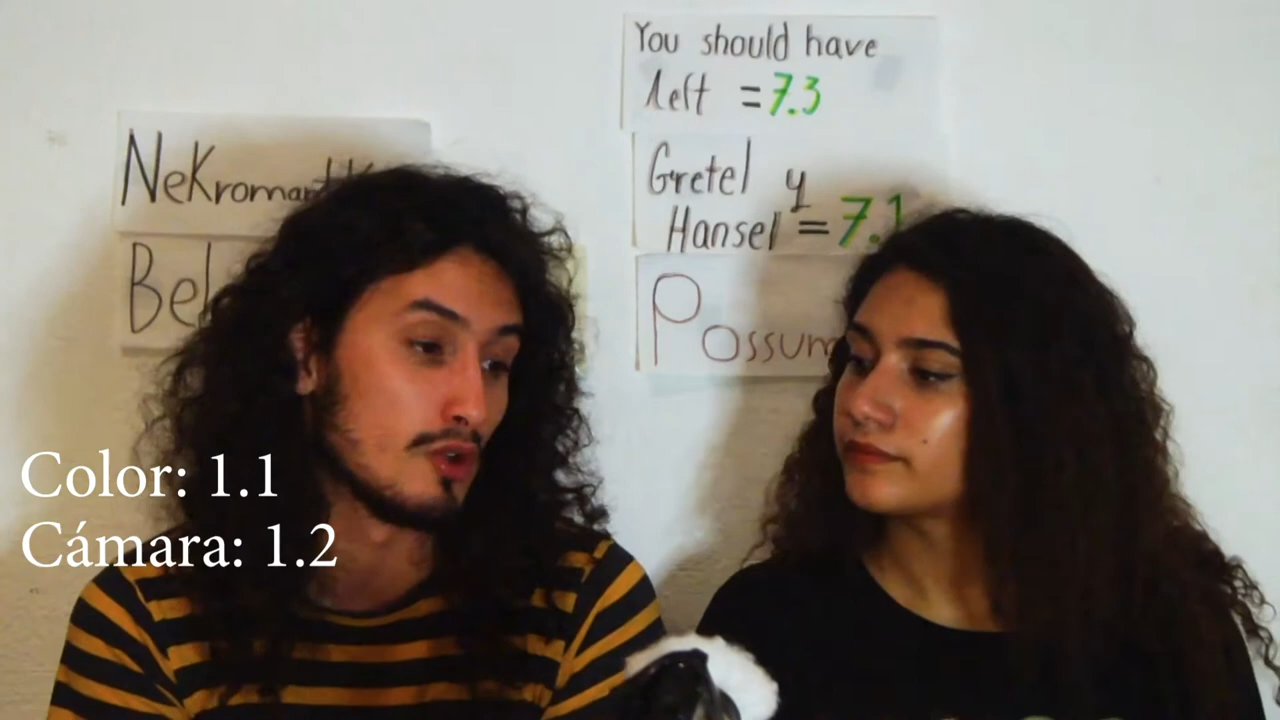 You should have
left = 7.3
Gretel y
Hansel = 7.1
Possum
Color: 1.1
Cámara: 1.2